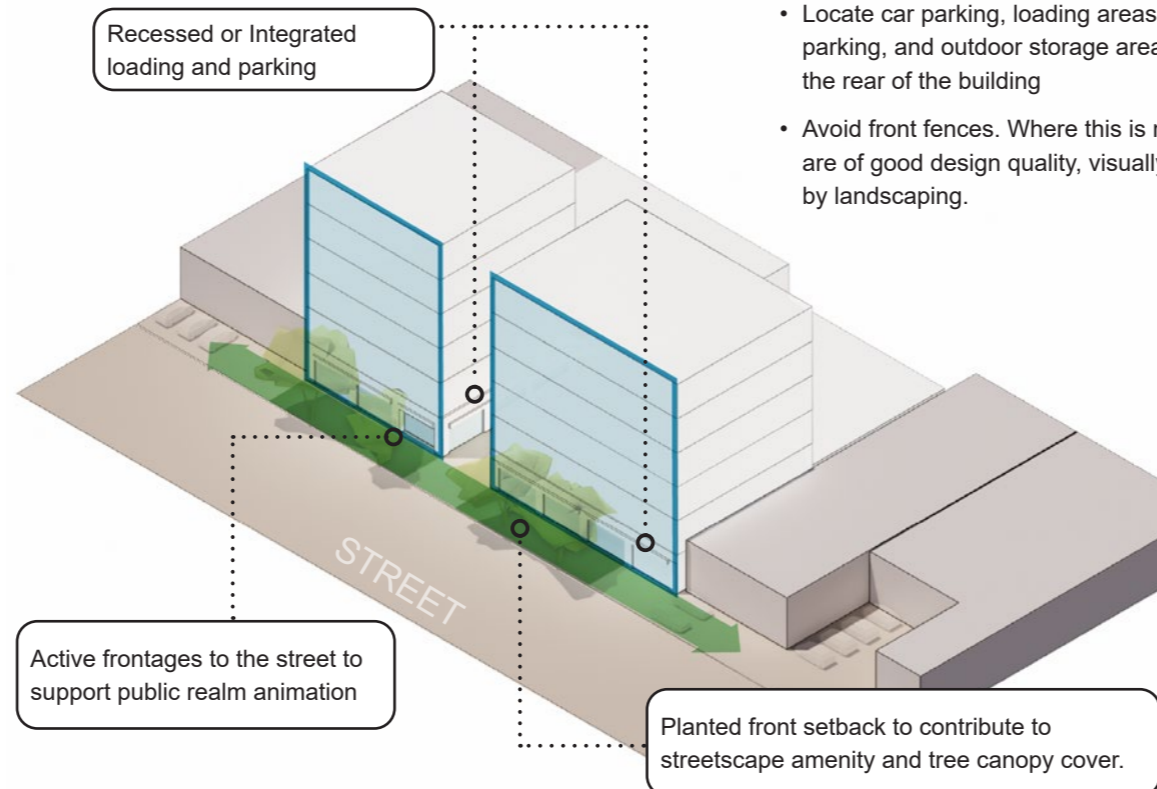 Recessed or Integrated
loading and parking
• Locate car parking, loading areas
parking, and outdoor storage area
the rear of the building
• Avoid front fences. Where this is
are of good design quality, visually
by landscaping.
STREET
Active frontages to the street to
support public realm animation
Planted front setback to contribute to
streetscape amenity and tree canopy cover.